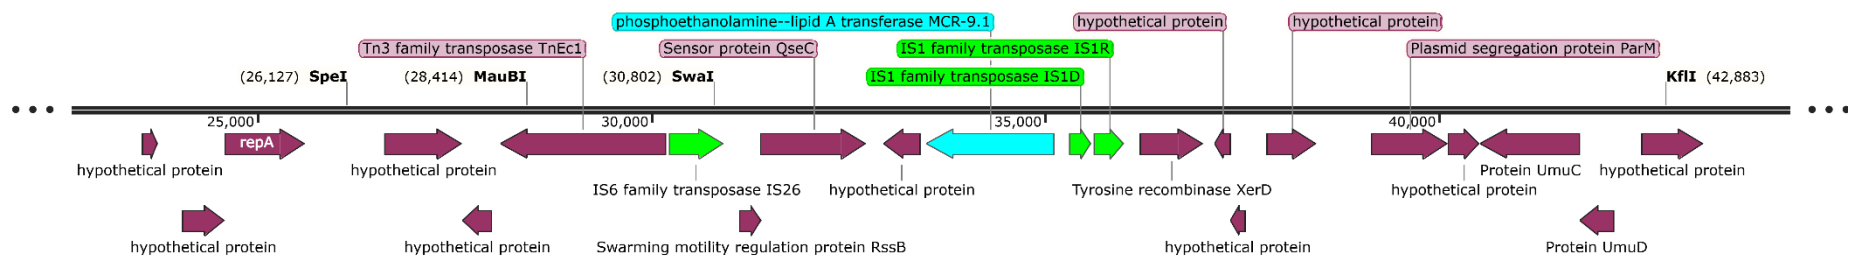 phosphoethanolamine--lipid A transferase MCR-9.1
hypothetical protein
hypothetical protein
Tn3 family transposase TnEc1
Sensor protein QseC
IS1 family transposase IS1R
Plasmid segregation protein ParM
(26,127) SpeI
(28,414) MauBI
(30,802) SwaI
IS1 family transposase IS1D
KflI (42,883)
25,000
30,000
35,000
40,000
repA
hypothetical protein
hypothetical protein
IS6 family transposase IS26
hypothetical protein
Tyrosine recombinase XerD
hypothetical protein
Protein UmuC
hypothetical protein
hypothetical protein
hypothetical protein
Swarming motility regulation protein RssB
hypothetical protein
Protein UmuD